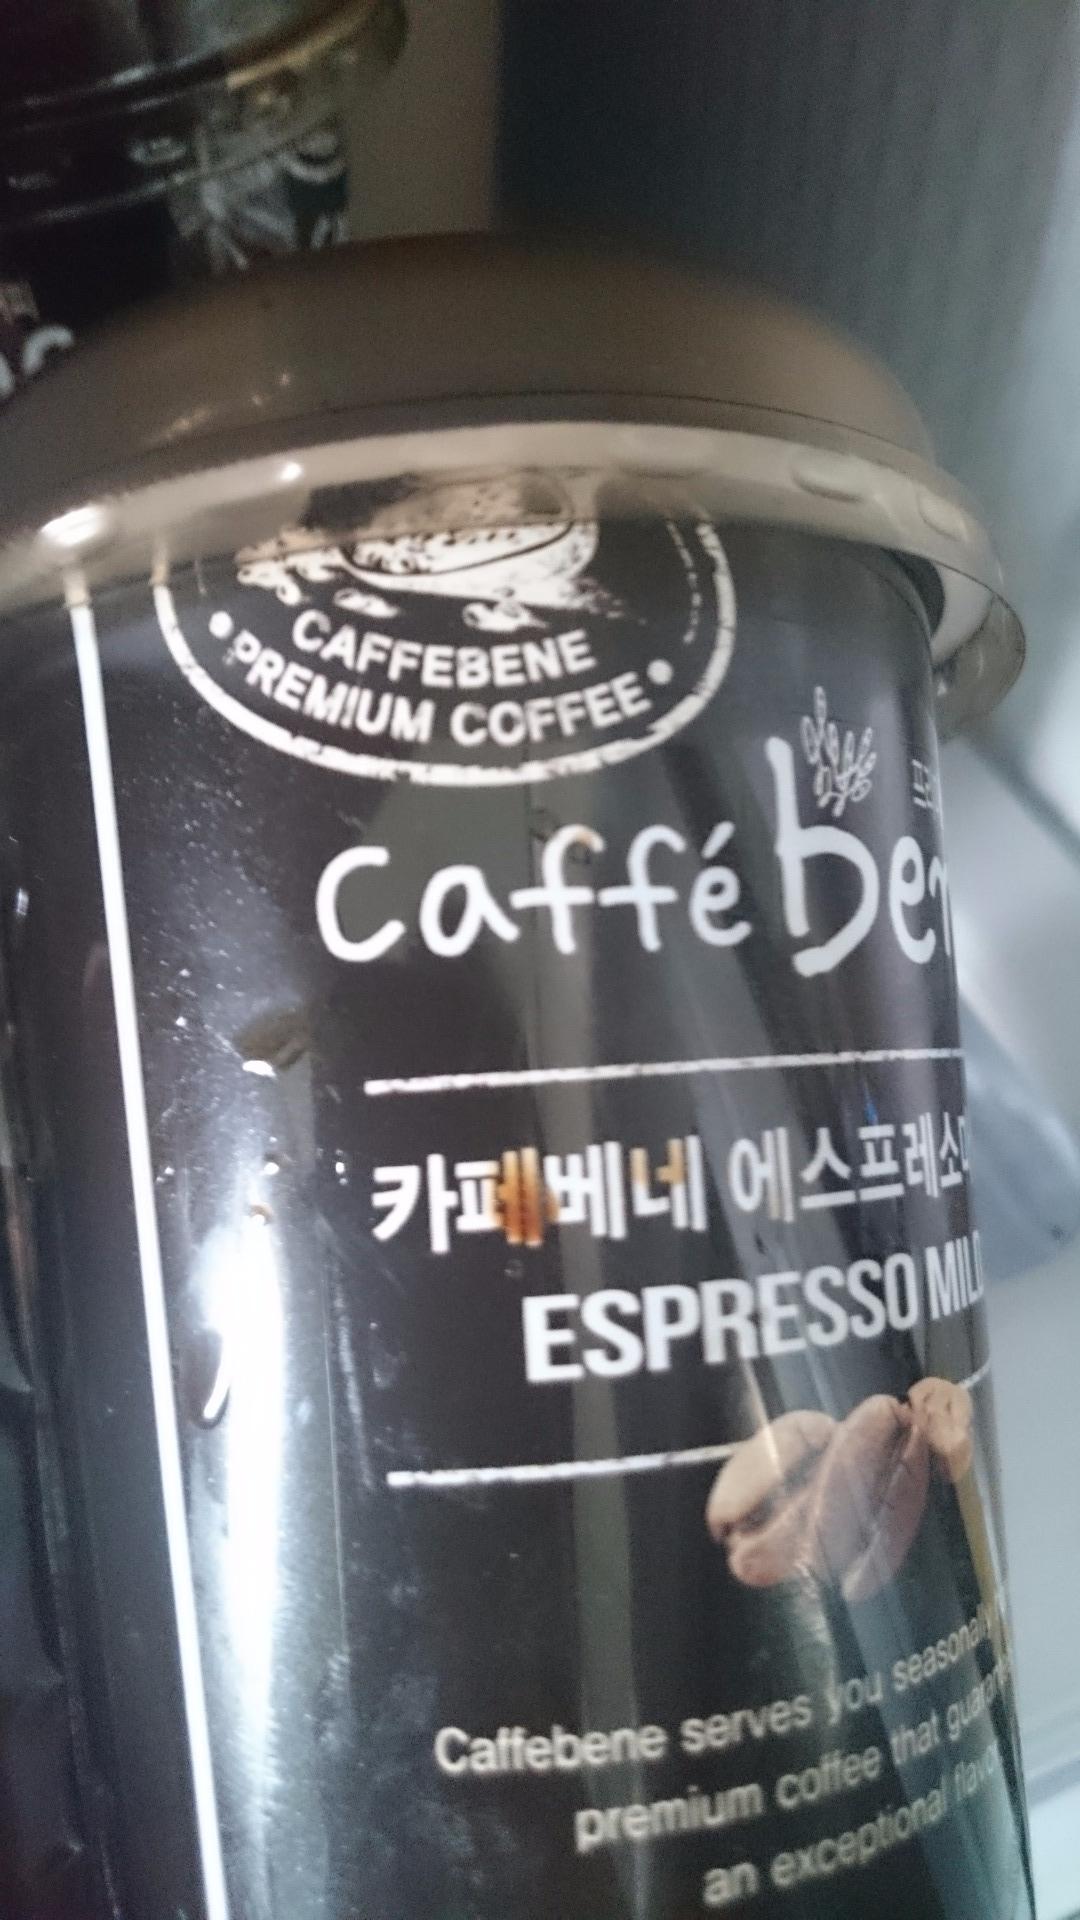 CAFFEBENE
PREMIUM COFFEE
Caffé
카페베네 에스프레소
ESPRESSO
Caffebene serves you
premium coffee that
an exceptional